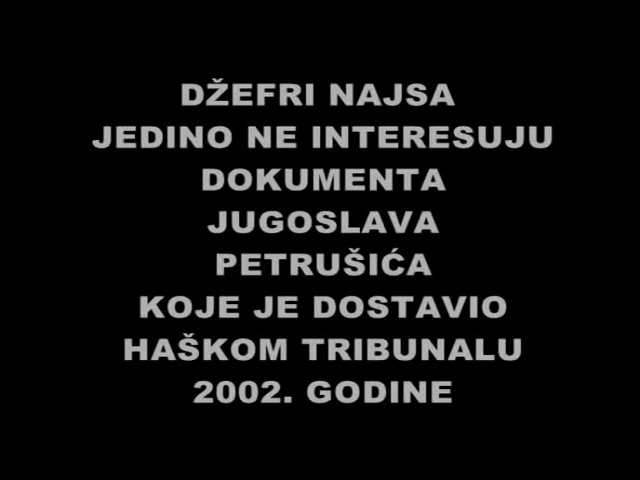 DŽEFRI NAJSA
JEDINO NE INTERESUJU
DOKUMENTA
JUGOSLAVA
PETRUŠIĆA
KOJE JE DOSTAVIO
HAŠKOM TRIBUNALU
2002. GODINE